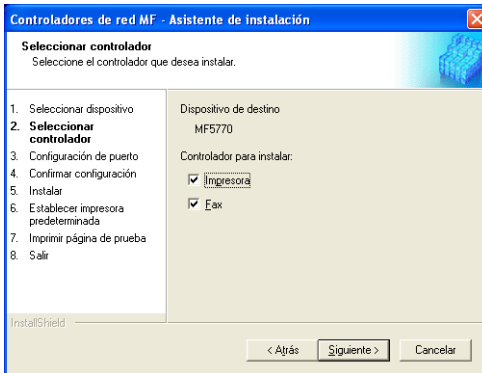 Controladores de red MF - Asistente de instalación
Seleccionar controlador
Seleccione el controlador que desea instalar.
1. Seleccionar dispositivo
2. Seleccionar
controlador
3. Configuración de puerto
4. Confirmar configuración
5. Instalar
6. Establecer impresora
predeterminada
7. Imprimir página de prueba
8. Salir
Dispositivo de destino
MF5770
Controlador para instalar:
Impresora
Fax
InstallShield
< Atrás
Siguiente >
Cancelar